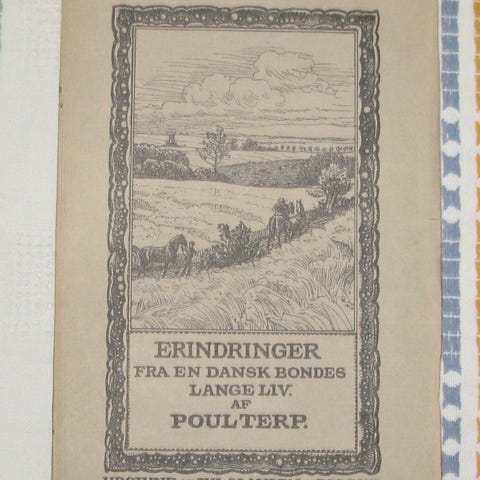 ERINDRINGER
FRA EN DANSK BONDES
LANGE LIV.
AF
POUL TERP.